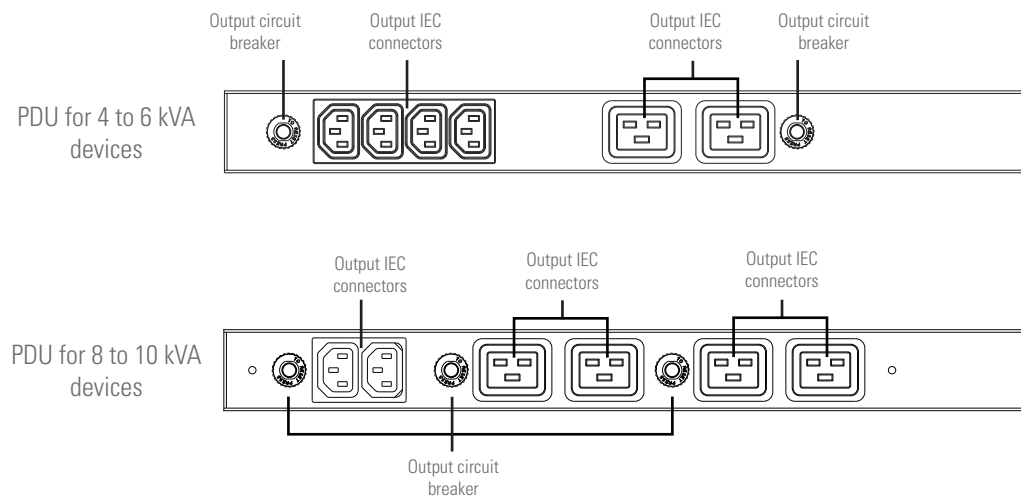 Output circuit
breaker
Output IEC
connectors
Output IEC
connectors
Output circuit
breaker
PDU for 4 to 6 kVA
devices
Output IEC
connectors
Output IEC
connectors
Output IEC
connectors
PDU for 8 to 10 kVA
devices
Output circuit
breaker